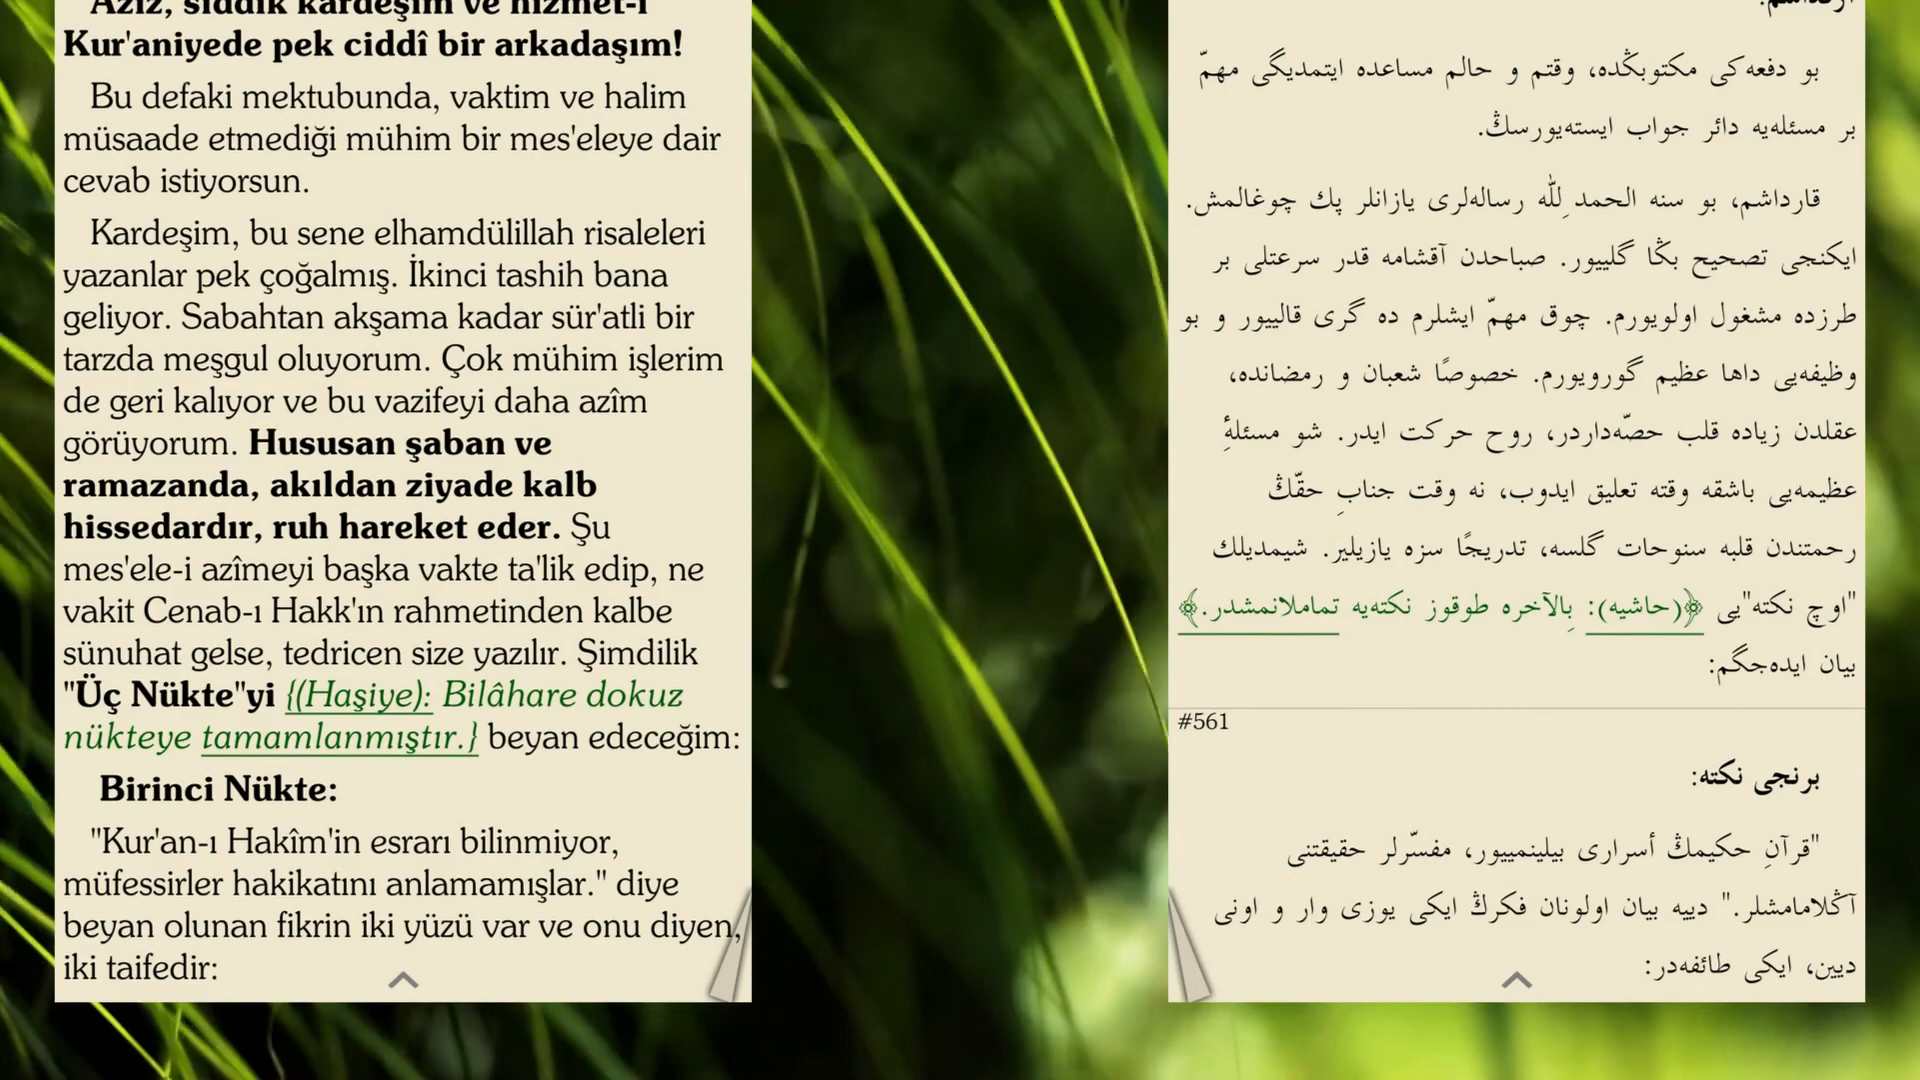 Aziz, sıddık kardeşim ve hizmet-i
Kur'aniyede pek ciddî bir arkadaşım!
Bu defaki mektubunda, vaktim ve halim
müsaade etmediği mühim bir mes'eleye dair
cevab istiyorsun.
Kardeşim, bu sene elhamdülillah risaleleri
yazanlar pek çoğalmış. İkinci tashih bana
geliyor. Sabahtan akşama kadar sür'atli bir
tarzda meşgul oluyorum. Çok mühim işlerim
de geri kalıyor ve bu vazifeyi daha azîm
görüyorum. Hususan şaban ve
ramazanda, akıldan ziyade kalb
hissedardır, ruh hareket eder. Şu
mes'ele-i azîmeyi başka vakte ta'lik edip, ne
vakit Cenab-ı Hakk'ın rahmetinden kalbe
sünuhat gelse, tedricen size yazılır. Şimdilik
"Üç Nükte"yi {(Haşiye): Bilâhare dokuz
nükteye tamamlanmıştır.} beyan edeceğim:
Birinci Nükte:
"Kur'an-ı Hakîm'in esrarı bilinmiyor,
müfessirler hakikatını anlamamışlar." diye
beyan olunan fikrin iki yüzü var ve onu diyen,
iki taifedir:
بو دفعه‌كی مكتوبڭده، وقتم و حالم مساعده ایتمدیگی مهمّ
بر مسئله‌یه دائر جواب ایسته‌یورسڭ.
قارداشم، بو سنه الحمد ِللّٰه رساله‌لری یازانلر پك چوغالمش.
ایكنجی تصحیح بڭا گلییور. صباحدن آقشامه قدر سرعتلی بر
طرزده مشغول اولویورم. چوق مهمّ ایشلرم ده گری قالییور و بو
وظیفه‌یی داها عظیم گورویورم. خصوصًا شعبان و رمضانده،
عقلدن زیاده قلب حصّه‌داردر، روح حركت ایدر. شو مسئلهِٔ
عظیمه‌یی باشقه وقته تعلیق ایدوب، نه وقت جنابِ حقّڭ
رحمتندن قلبه سنوحات گلسه، تدریجًا سزه یازیلیر. شیمدیلك
"اوچ نكته"یی ﴿(حاشیه): بِالآخره طوقوز نكته‌یه تماملانمشدر.﴾
بیان ایده‌جگم:
#561
برنجی نكته:
"قرآنِ حكیمڭ أسراری بیلینمییور، مفسّرلر حقیقتنی
آڭلامامشلر." دییه بیان اولونان فكرڭ ایكی یوزی وار و اونی
دیین، ایكی طائفه‌در: